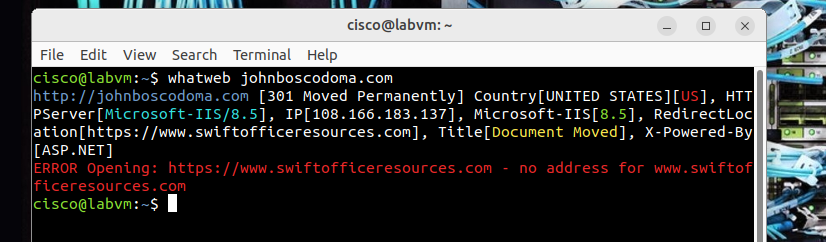 cisco@labvm: ~
File Edit View Search Terminal Help
cisco@labvm:~$ whatweb johnboscodoma.com
http://johnboscodoma.com [301 Moved Permanently] Country[UNITED STATES][US], HTT
PServer[Microsoft-IIS/8.5], IP[108.166.183.137], Microsoft-IIS[8.5], RedirectLoc
ation[https://www.swiftofficeresources.com], Title[Document Moved], X-Powered-By
[ASP.NET]
ERROR Opening: https://www.swiftofficeresources.com - no address for www.swiftof
ficeresources.com
cisco@labvm:~$